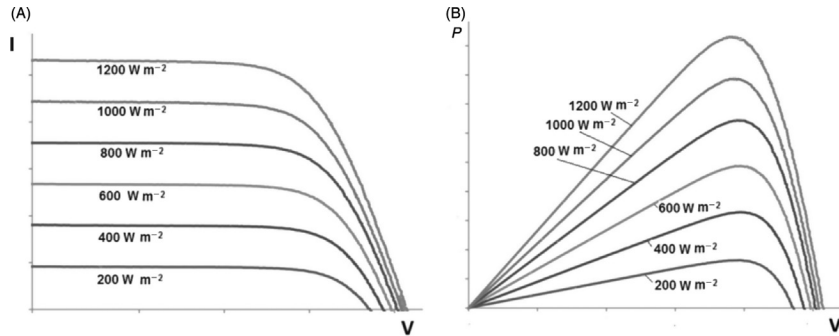 (A)
I
1200 W m⁻²
1000 W m⁻²
800 W m⁻²
600 W m⁻²
400 W m⁻²
200 W m⁻²
V
(B)
P
1200 W m⁻²
1000 W m⁻²
800 W m⁻²
600 W m⁻²
400 W m⁻²
200 W m⁻²
V